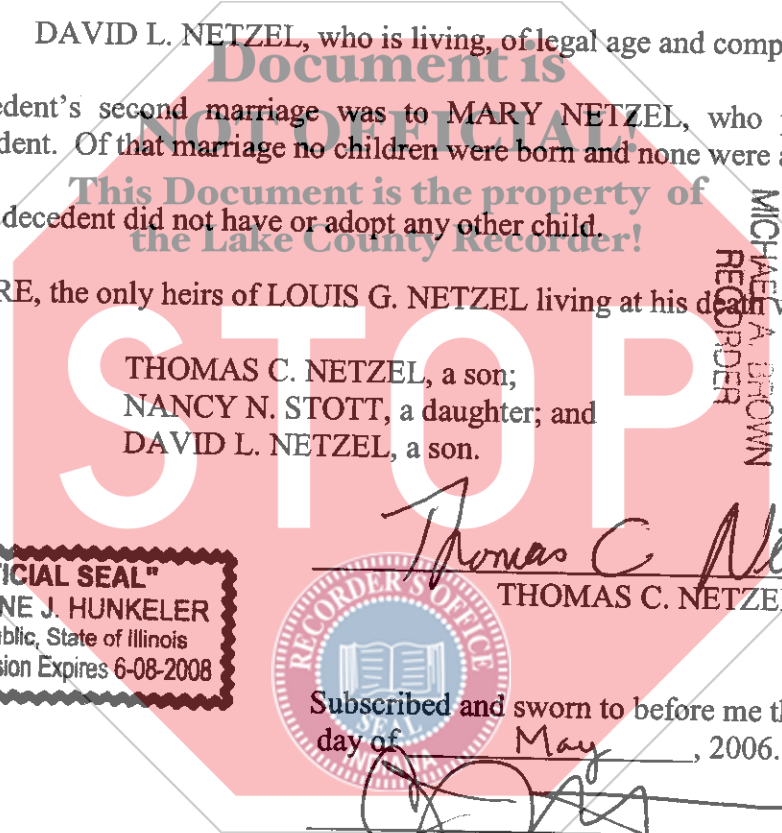 DAVID L. NETZEL, who is living, of legal age and comp
Document is
edent's second marriage was to MARY NETZEL, who
NOT OFFICIAL!
dent. Of that marriage no children were born and none were a
This Document is the property of
decedent did not have or adopt any other child.
the Lake County Recorder!
MICHAEL A. BROWN
RECORDER
RE, the only heirs of LOUIS G. NETZEL living at his death
STOP
THOMAS C. NETZEL, a son;
NANCY N. STOTT, a daughter; and
DAVID L. NETZEL, a son.
Thomas C
THOMAS C. NETZE
ICIAL SEAL"
NE J. HUNKELER
blic, State of Illinois
sion Expires 6-08-2008
RECORDER'S OFFICE
SEAL
Subscribed and sworn to before me th
day of May, 2006.